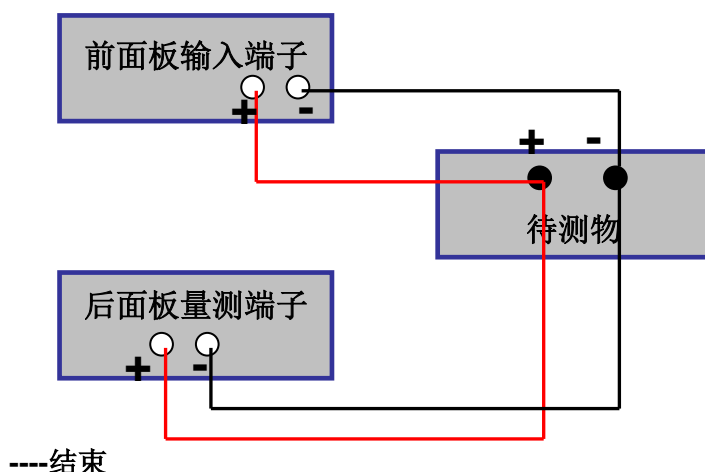 前面板输入端子
+ -
+ -
待测物
后面板量测端子
+ -
----结束